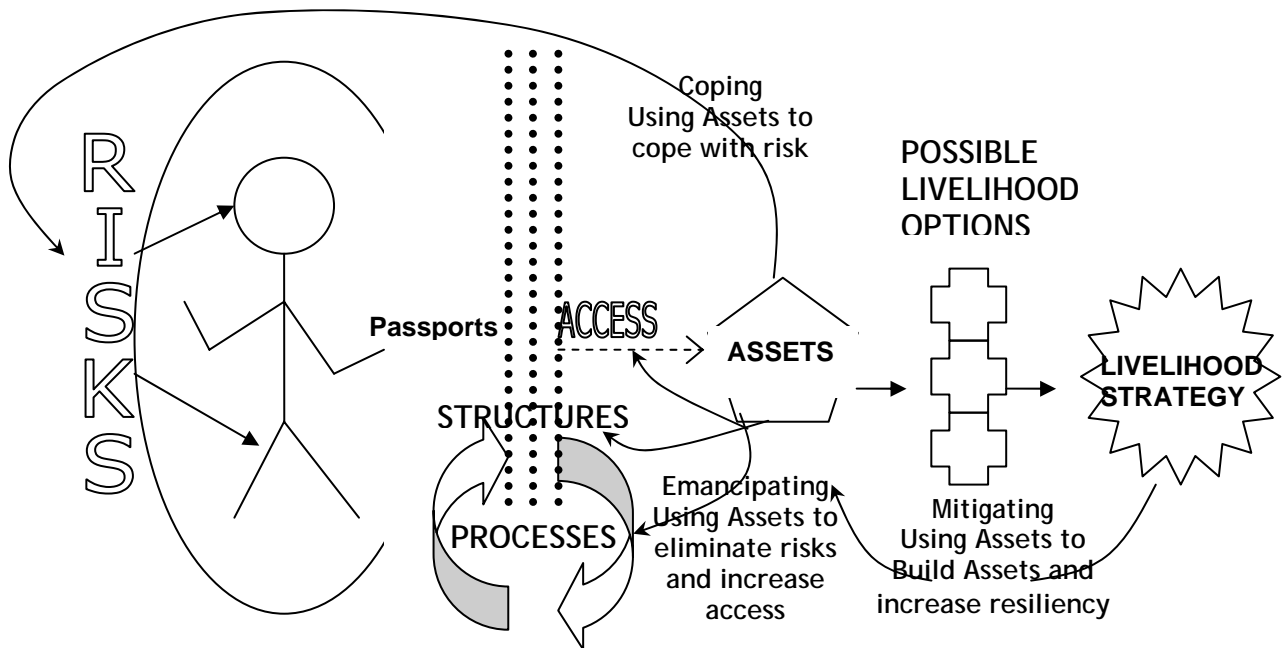 RISKS
Coping
Using Assets to
cope with risk
POSSIBLE
LIVELIHOOD
OPTIONS
Passports
ACCESS
ASSETS
LIVELIHOOD
STRATEGY
STRUCTURES
PROCESSES
Emancipating
Using Assets to
eliminate risks
and increase
access
Mitigating
Using Assets to
Build Assets and
increase resiliency